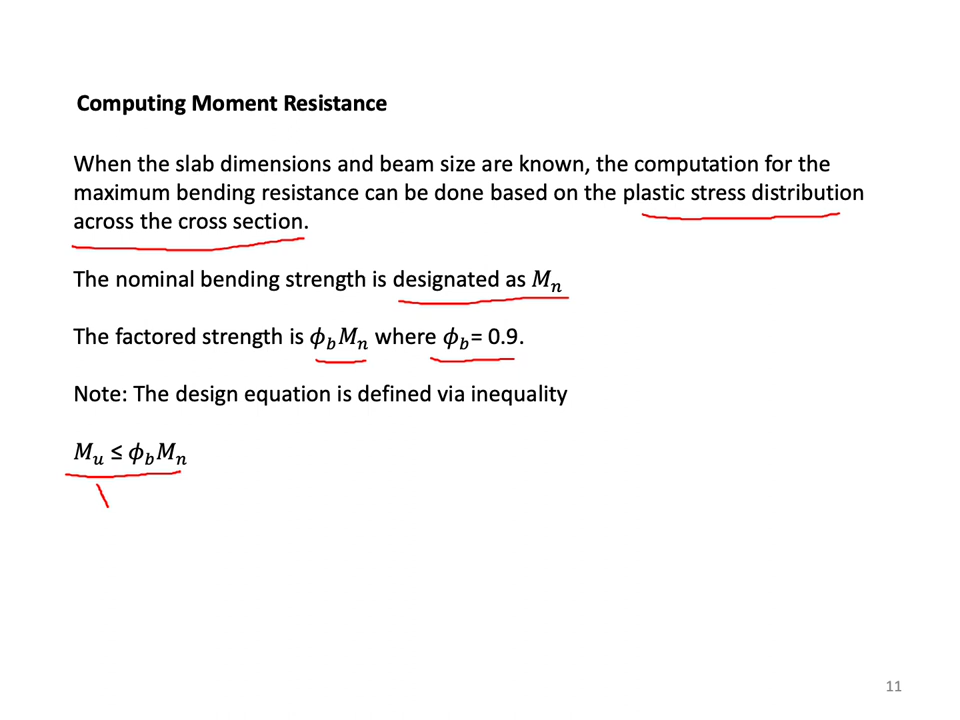 Computing Moment Resistance
When the slab dimensions and beam size are known, the computation for the
maximum bending resistance can be done based on the plastic stress distribution
across the cross section.
The nominal bending strength is designated as Mₙ
The factored strength is ϕ_b Mₙ where ϕ_b= 0.9.
Note: The design equation is defined via inequality
Mᵤ ≤ ϕ_b Mₙ
11